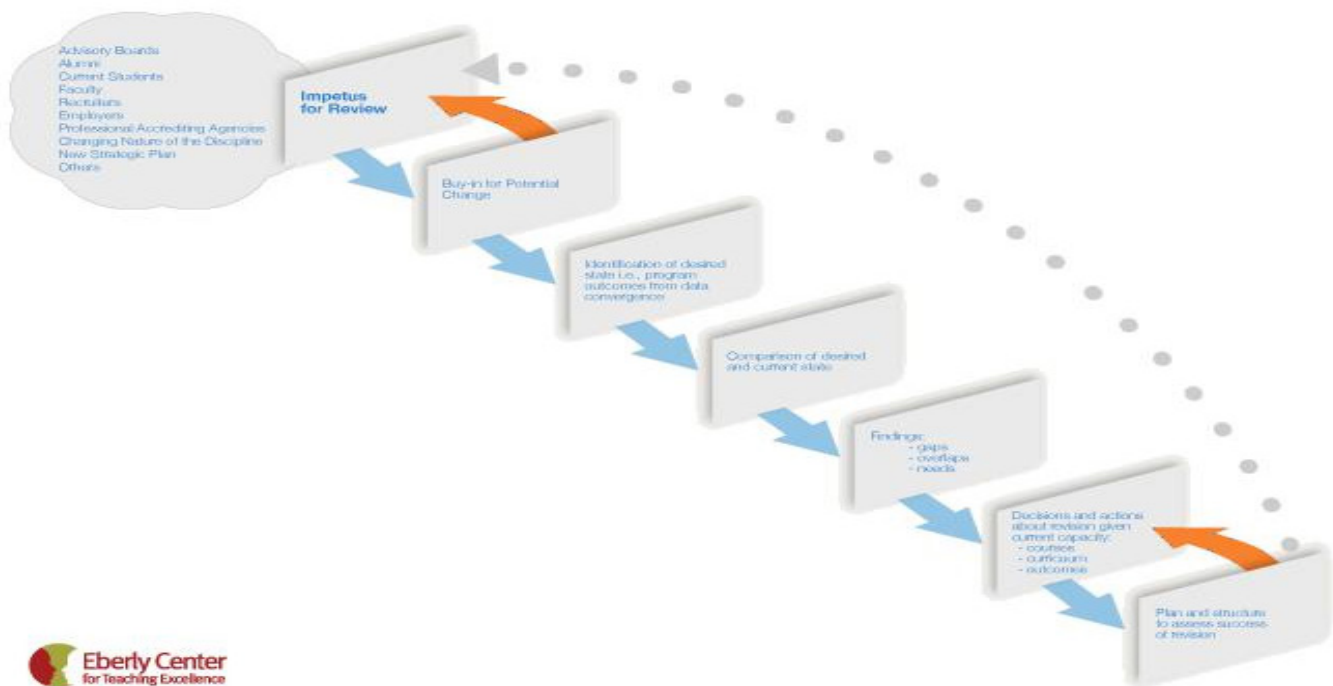 Advisory Boards
Alumni
Current Students
Faculty
Recruiters
Employers
Professional Accrediting Agencies
Changing Nature of the Discipline
New Strategic Plan
Others
Impetus
for Review
Buy-in for Potential
Change
Identification of desired
state i.e., program
outcomes from data
convergence
Comparison of desired
and current state
Findings:
- gaps
- overlaps
- needs
Decisions and actions
about revision given
current capacity:
- courses
- curriculum
- outcomes
Plan and structure
to assess success
of revision
Eberly Center
for Teaching Excellence